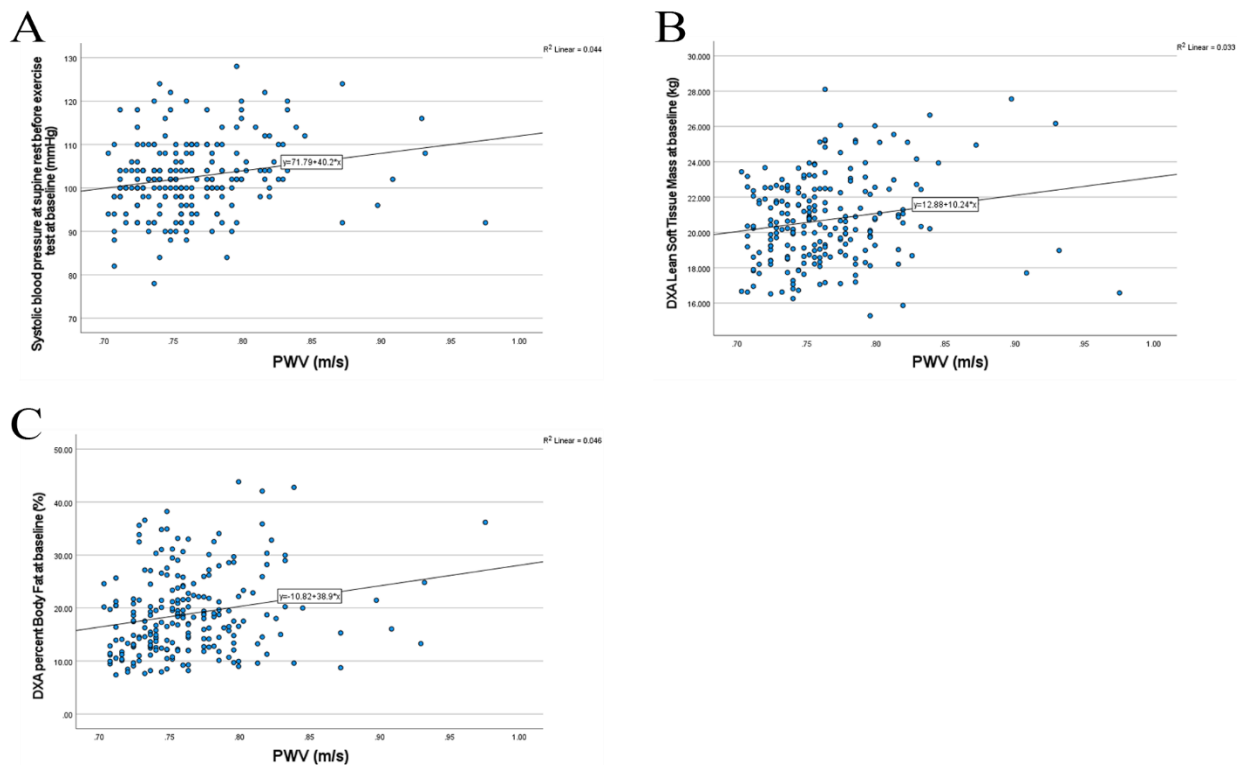 A
R² Linear = 0.044
Systolic blood pressure at supine rest before exercise
test at baseline (mmHg)
130
120
110
100
90
80
70
y=71.79+40.2*x
.70 .75 .80 .85 .90 .95 1.00
PWV (m/s)
B
R² Linear = 0.033
DXA Lean Soft Tissue Mass at baseline (kg)
30.000
28.000
26.000
24.000
22.000
20.000
18.000
16.000
y=12.88+10.24*x
.70 .75 .80 .85 .90 .95 1.00
PWV (m/s)
C
R² Linear = 0.046
DXA percent Body Fat at baseline (%)
50.00
40.00
30.00
20.00
10.00
.00
y=-10.82+38.9*x
.70 .75 .80 .85 .90 .95 1.00
PWV (m/s)